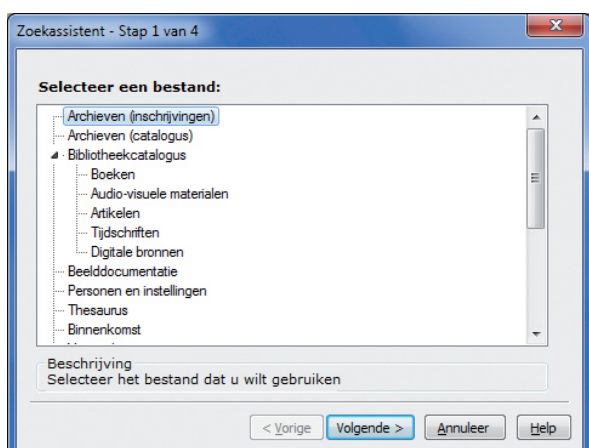 Zoekassistent - Stap 1 van 4
Selecteer een bestand:
Archieven (inschrijvingen)
Archieven (catalogus)
Bibliotheekcatalogus
Boeken
Audio-visuele materialen
Artikelen
Tijdschriften
Digitale bronnen
Beelddocumentatie
Personen en instellingen
Thesaurus
Binnenkomst
Beschrijving
Selecteer het bestand dat u wilt gebruiken
< Vorige Volgende > Annuleer Help